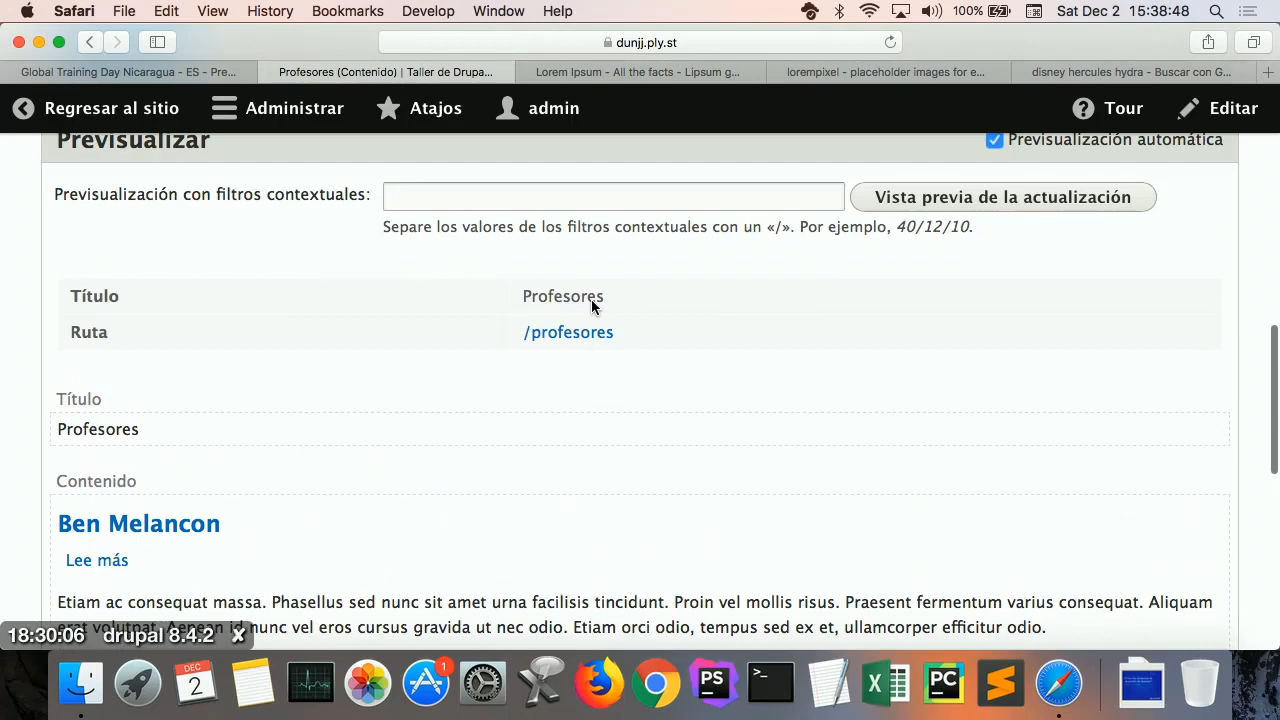 Safari File Edit View History Bookmarks Develop Window Help 100% Sat Dec 2 15:38:48
dunjj.ply.st
Global Training Day Nicaragua - ES - Pre... Profesores (Contenido) | Taller de Drupa... Lorem Ipsum - All the facts - Lipsum g... lorempixel - placeholder images for e... disney hercules hydra - Buscar con G...
Regresar al sitio Administrar Atajos admin Tour Editar
Previsualizar Previsualización automática
Previsualización con filtros contextuales: Vista previa de la actualización
Separe los valores de los filtros contextuales con un «/». Por ejemplo, 40/12/10.
Título Profesores
Ruta /profesores
Título
Profesores
Contenido
Ben Melancon
Lee más
Etiam ac consequat massa. Phasellus sed nunc sit amet urna facilisis tincidunt. Proin vel mollis risus. Praesent fermentum varius consequat. Aliquam
erat volutpat. Aenean id nunc vel eros cursus gravida ut nec odio. Etiam orci odio, tempus sed ex et, ullamcorper efficitur odio.
18:30:06 drupal 8.4.2 ×
DEC
2
1
PS
PC